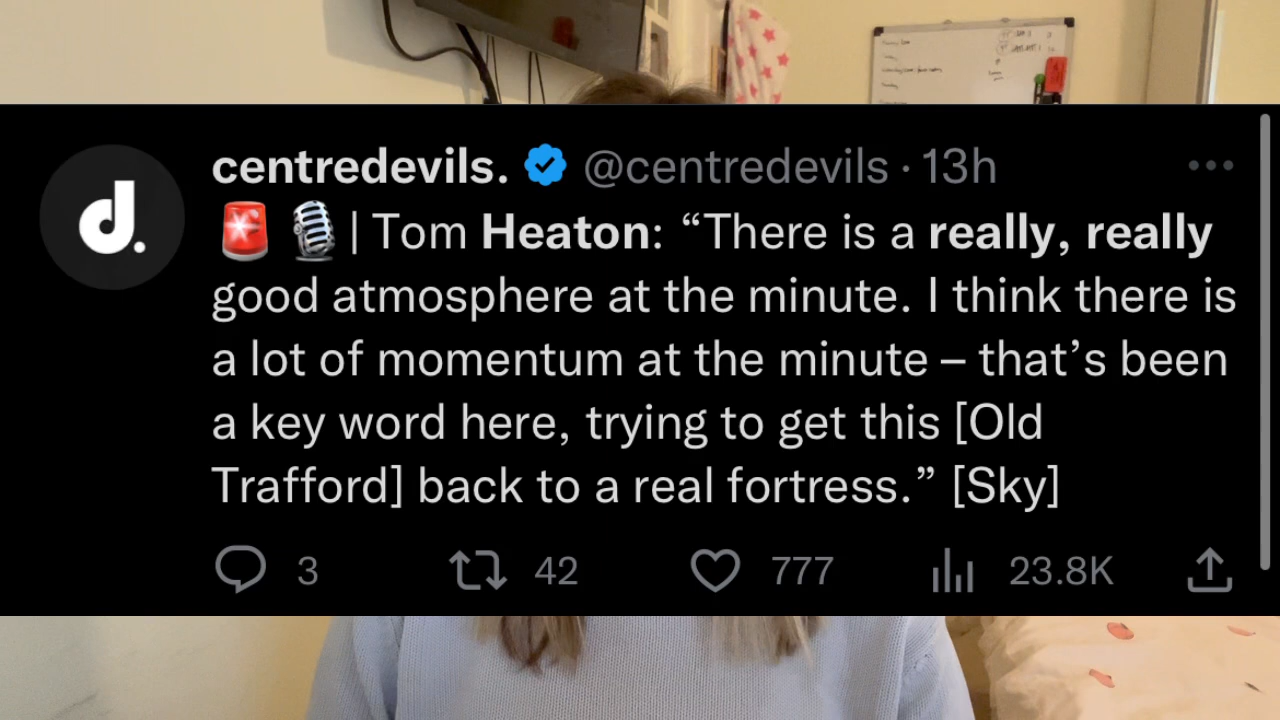 d.
centredevils. @centredevils · 13h
🚨 🎙 | Tom Heaton: “There is a really, really
good atmosphere at the minute. I think there is
a lot of momentum at the minute – that’s been
a key word here, trying to get this [Old
Trafford] back to a real fortress.” [Sky]
3 42 777 23.8K